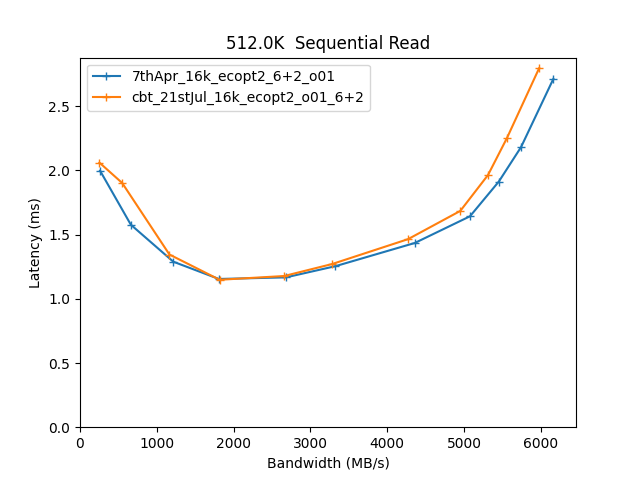 512.0K  Sequential Read
7thApr_16k_ecopt2_6+2_o01
cbt_21stJul_16k_ecopt2_o01_6+2
Latency (ms)
2.5
2.0
1.5
1.0
0.5
0.0
0 1000 2000 3000 4000 5000 6000
Bandwidth (MB/s)